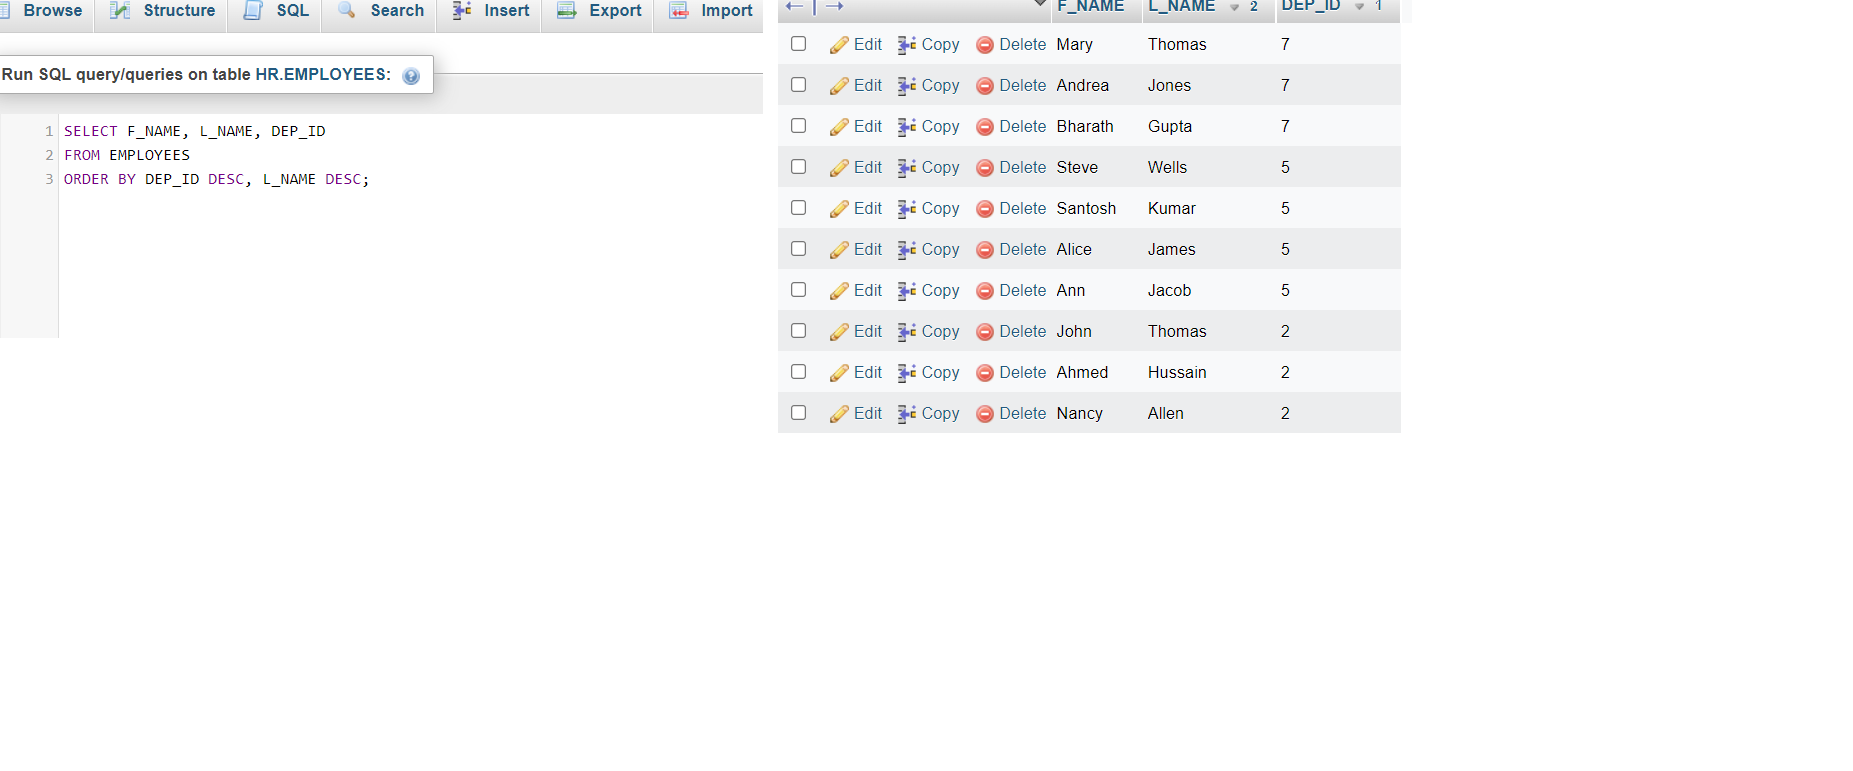 Browse Structure SQL Search Insert Export Import
Run SQL query/queries on table HR.EMPLOYEES:
1 SELECT F_NAME, L_NAME, DEP_ID
2 FROM EMPLOYEES
3 ORDER BY DEP_ID DESC, L_NAME DESC;
F_NAME L_NAME 2 DEP_ID 1
Edit Copy Delete Mary Thomas 7
Edit Copy Delete Andrea Jones 7
Edit Copy Delete Bharath Gupta 7
Edit Copy Delete Steve Wells 5
Edit Copy Delete Santosh Kumar 5
Edit Copy Delete Alice James 5
Edit Copy Delete Ann Jacob 5
Edit Copy Delete John Thomas 2
Edit Copy Delete Ahmed Hussain 2
Edit Copy Delete Nancy Allen 2